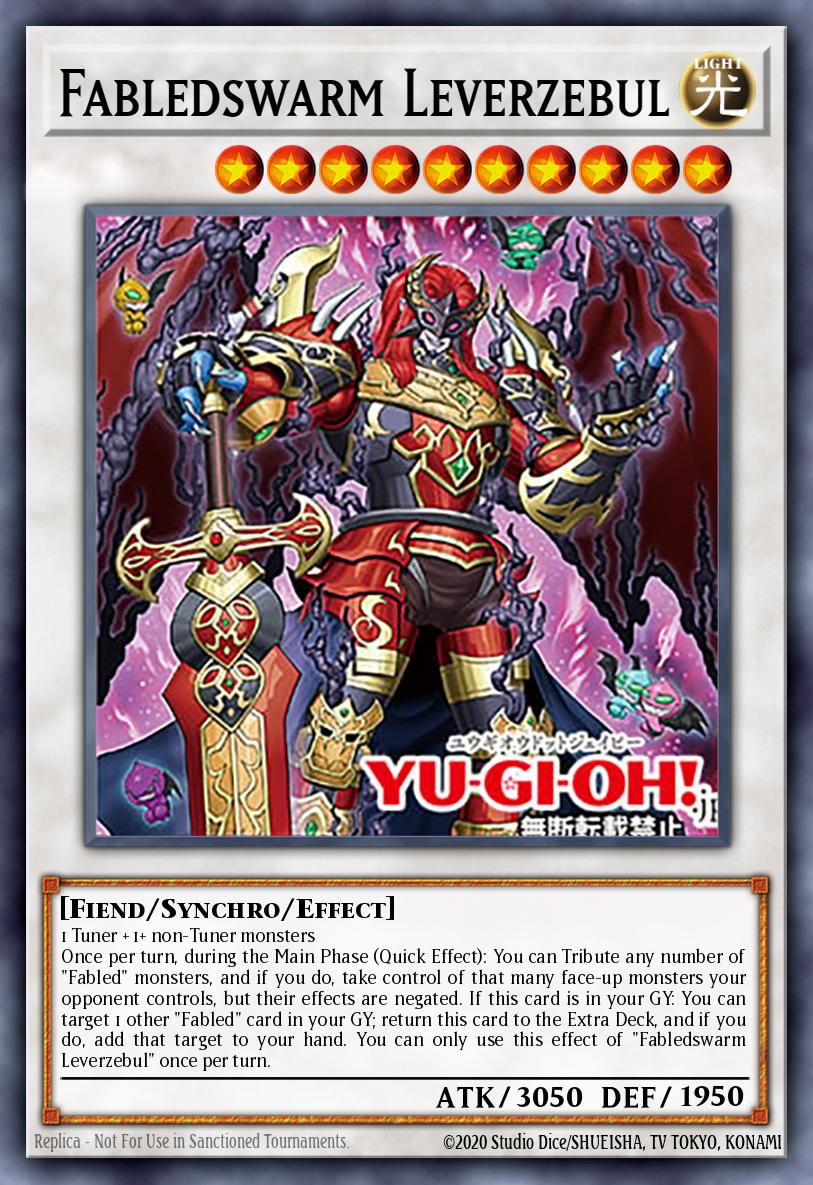 FABLEDSWARM LEVERZEBUL
LIGHT
光
ユウギオウドットジェイピー
YU-GI-OH!.jp
無断転載禁止
[FIEND/SYNCHRO/EFFECT]
1 Tuner + 1+ non-Tuner monsters
Once per turn, during the Main Phase (Quick Effect): You can Tribute any number of
"Fabled" monsters, and if you do, take control of that many face-up monsters your
opponent controls, but their effects are negated. If this card is in your GY: You can
target 1 other "Fabled" card in your GY; return this card to the Extra Deck, and if you
do, add that target to your hand. You can only use this effect of "Fabledswarm
Leverzebul" once per turn.
ATK/3050 DEF/1950
Replica - Not For Use in Sanctioned Tournaments.
©2020 Studio Dice/SHUEISHA, TV TOKYO, KONAMI